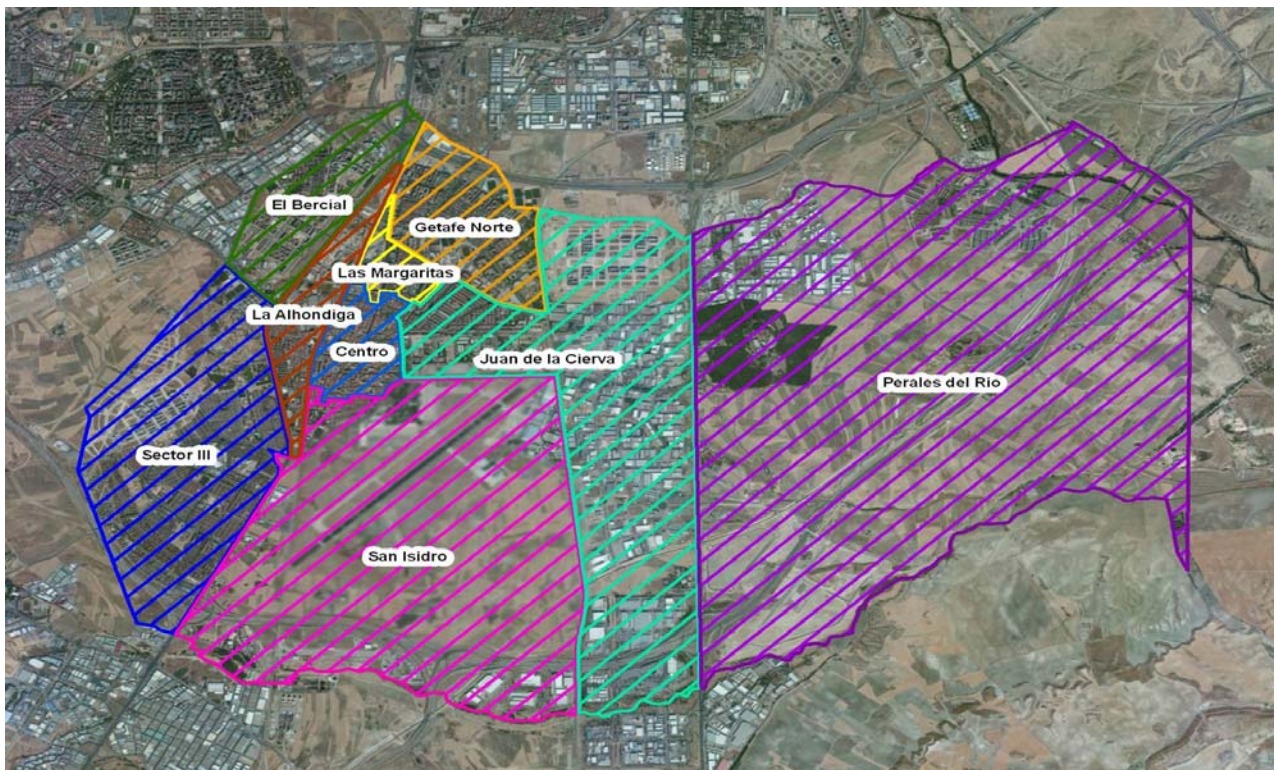 El Bercial
Getafe Norte
Las Margaritas
La Alhondiga
Centro
Juan de la Cierva
Perales del Rio
Sector III
San Isidro